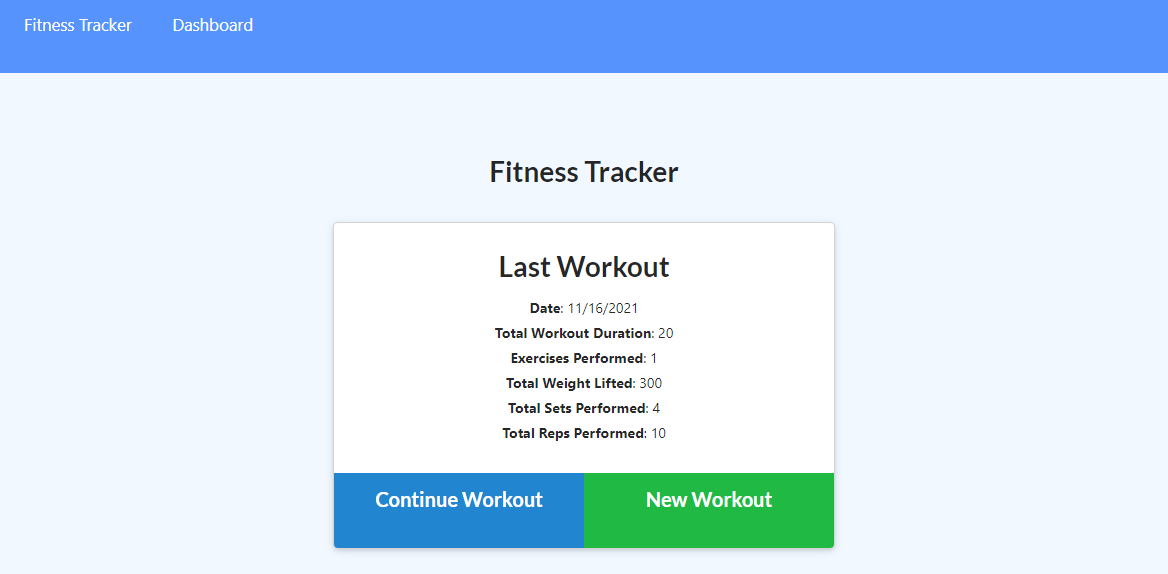 Fitness Tracker Dashboard
Fitness Tracker
Last Workout
Date: 11/16/2021
Total Workout Duration: 20
Exercises Performed: 1
Total Weight Lifted: 300
Total Sets Performed: 4
Total Reps Performed: 10
Continue Workout New Workout